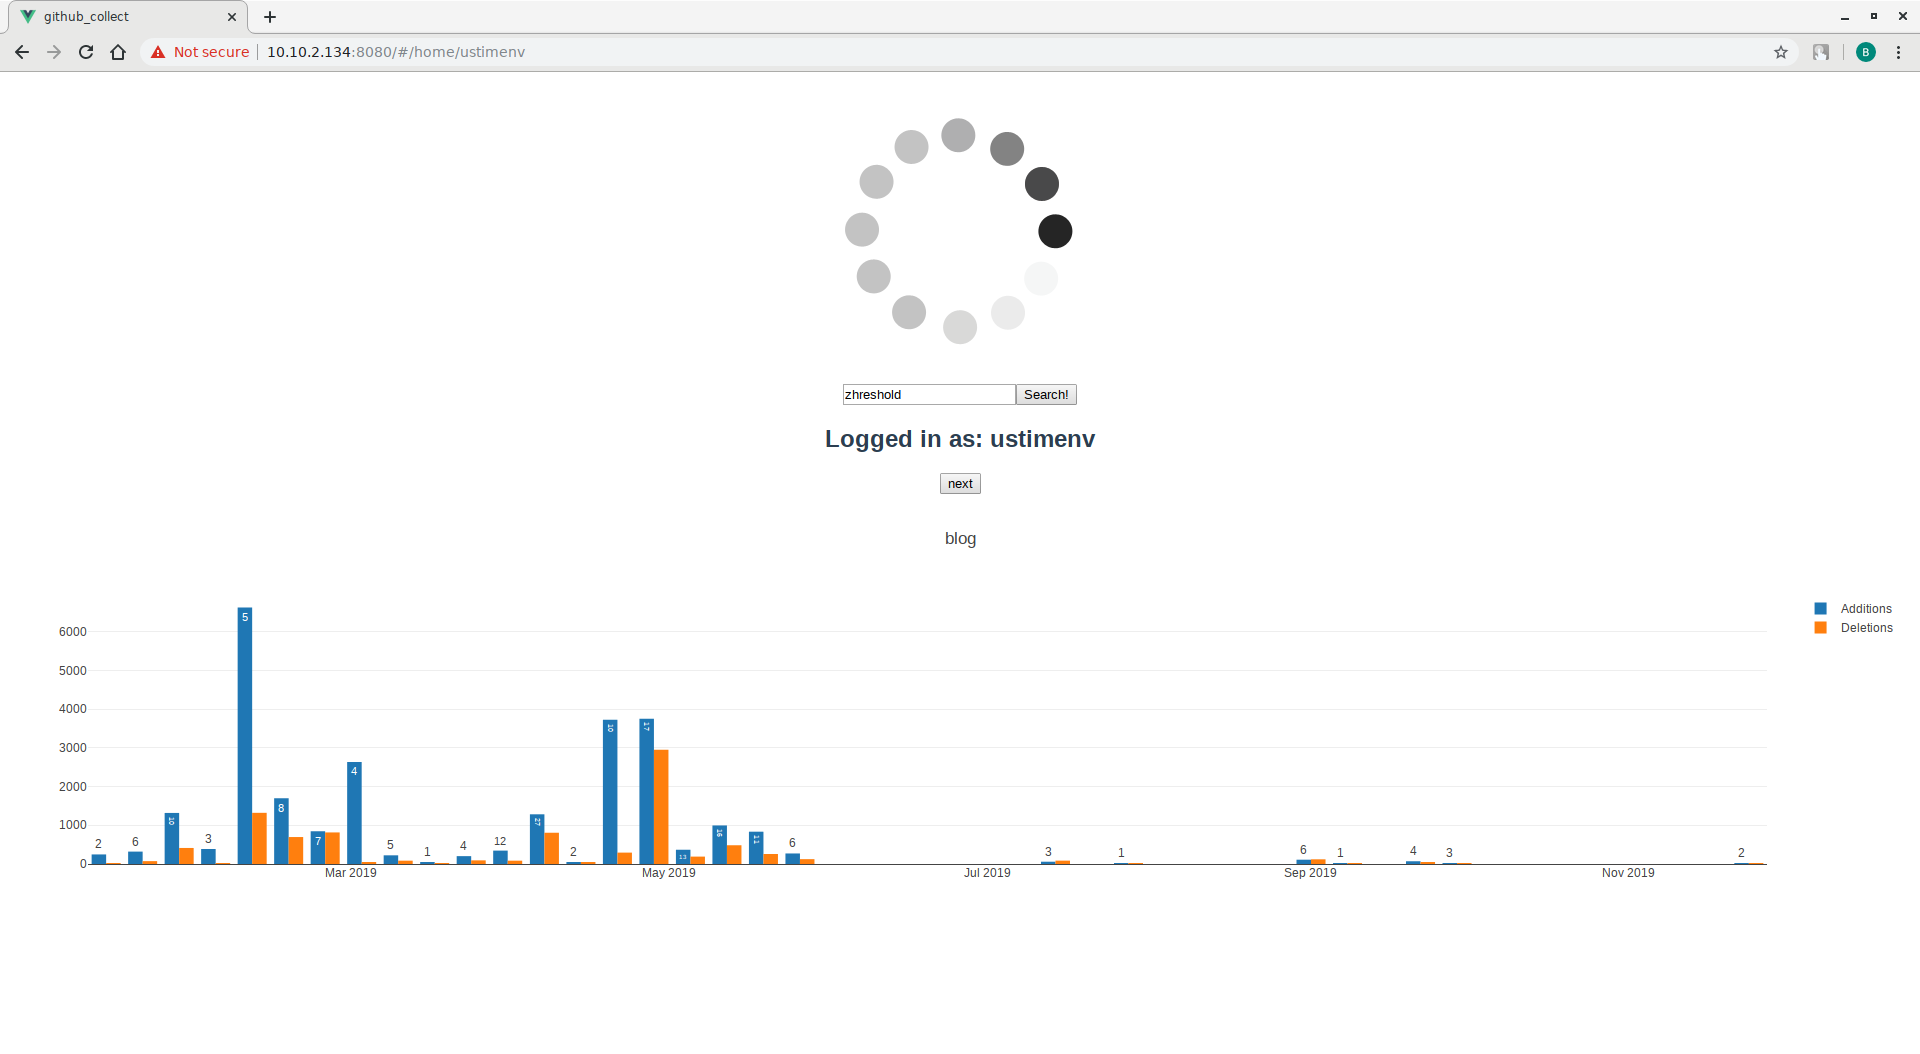 github_collect
Not secure 10.10.2.134:8080/#/home/ustimenv
B
zhreshold Search!
Logged in as: ustimenv
next
blog
Additions
Deletions
6000
5000
4000
3000
2000
1000
0
2 6 10 3 5 8 7 4 5 1 4 12 27 2 10 17 13 16 11 6 3 1 6 1 4 3 2
Mar 2019 May 2019 Jul 2019 Sep 2019 Nov 2019